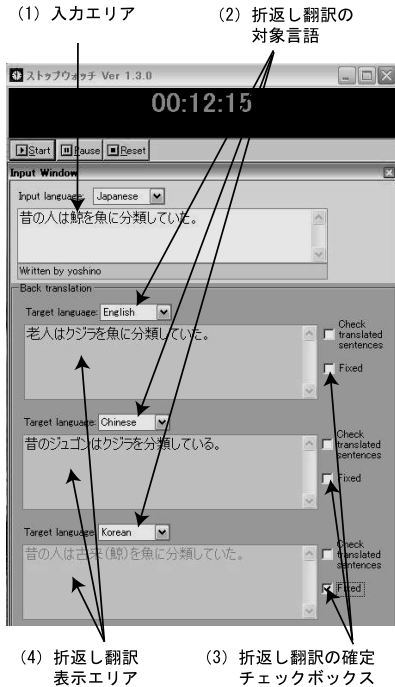 (1) 入力エリア
(2) 折返し翻訳の
対象言語
ストップウォッチ Ver 1.3.0
00:12:15
Start Pause Reset
Input Window
Input language: Japanese
昔の人は鯨を魚に分類していた。
Written by yoshino
Back translation
Target language: English
老人はクジラを魚に分類していた。
Check
translated
sentences
Fixed
Target language: Chinese
昔のジュゴンはクジラを分類している。
Check
translated
sentences
Fixed
Target language: Korean
昔の人は古来(鯨)を魚に分類していた。
Check
translated
sentences
Fixed
(4) 折返し翻訳
表示エリア
(3) 折返し翻訳の確定
チェックボックス